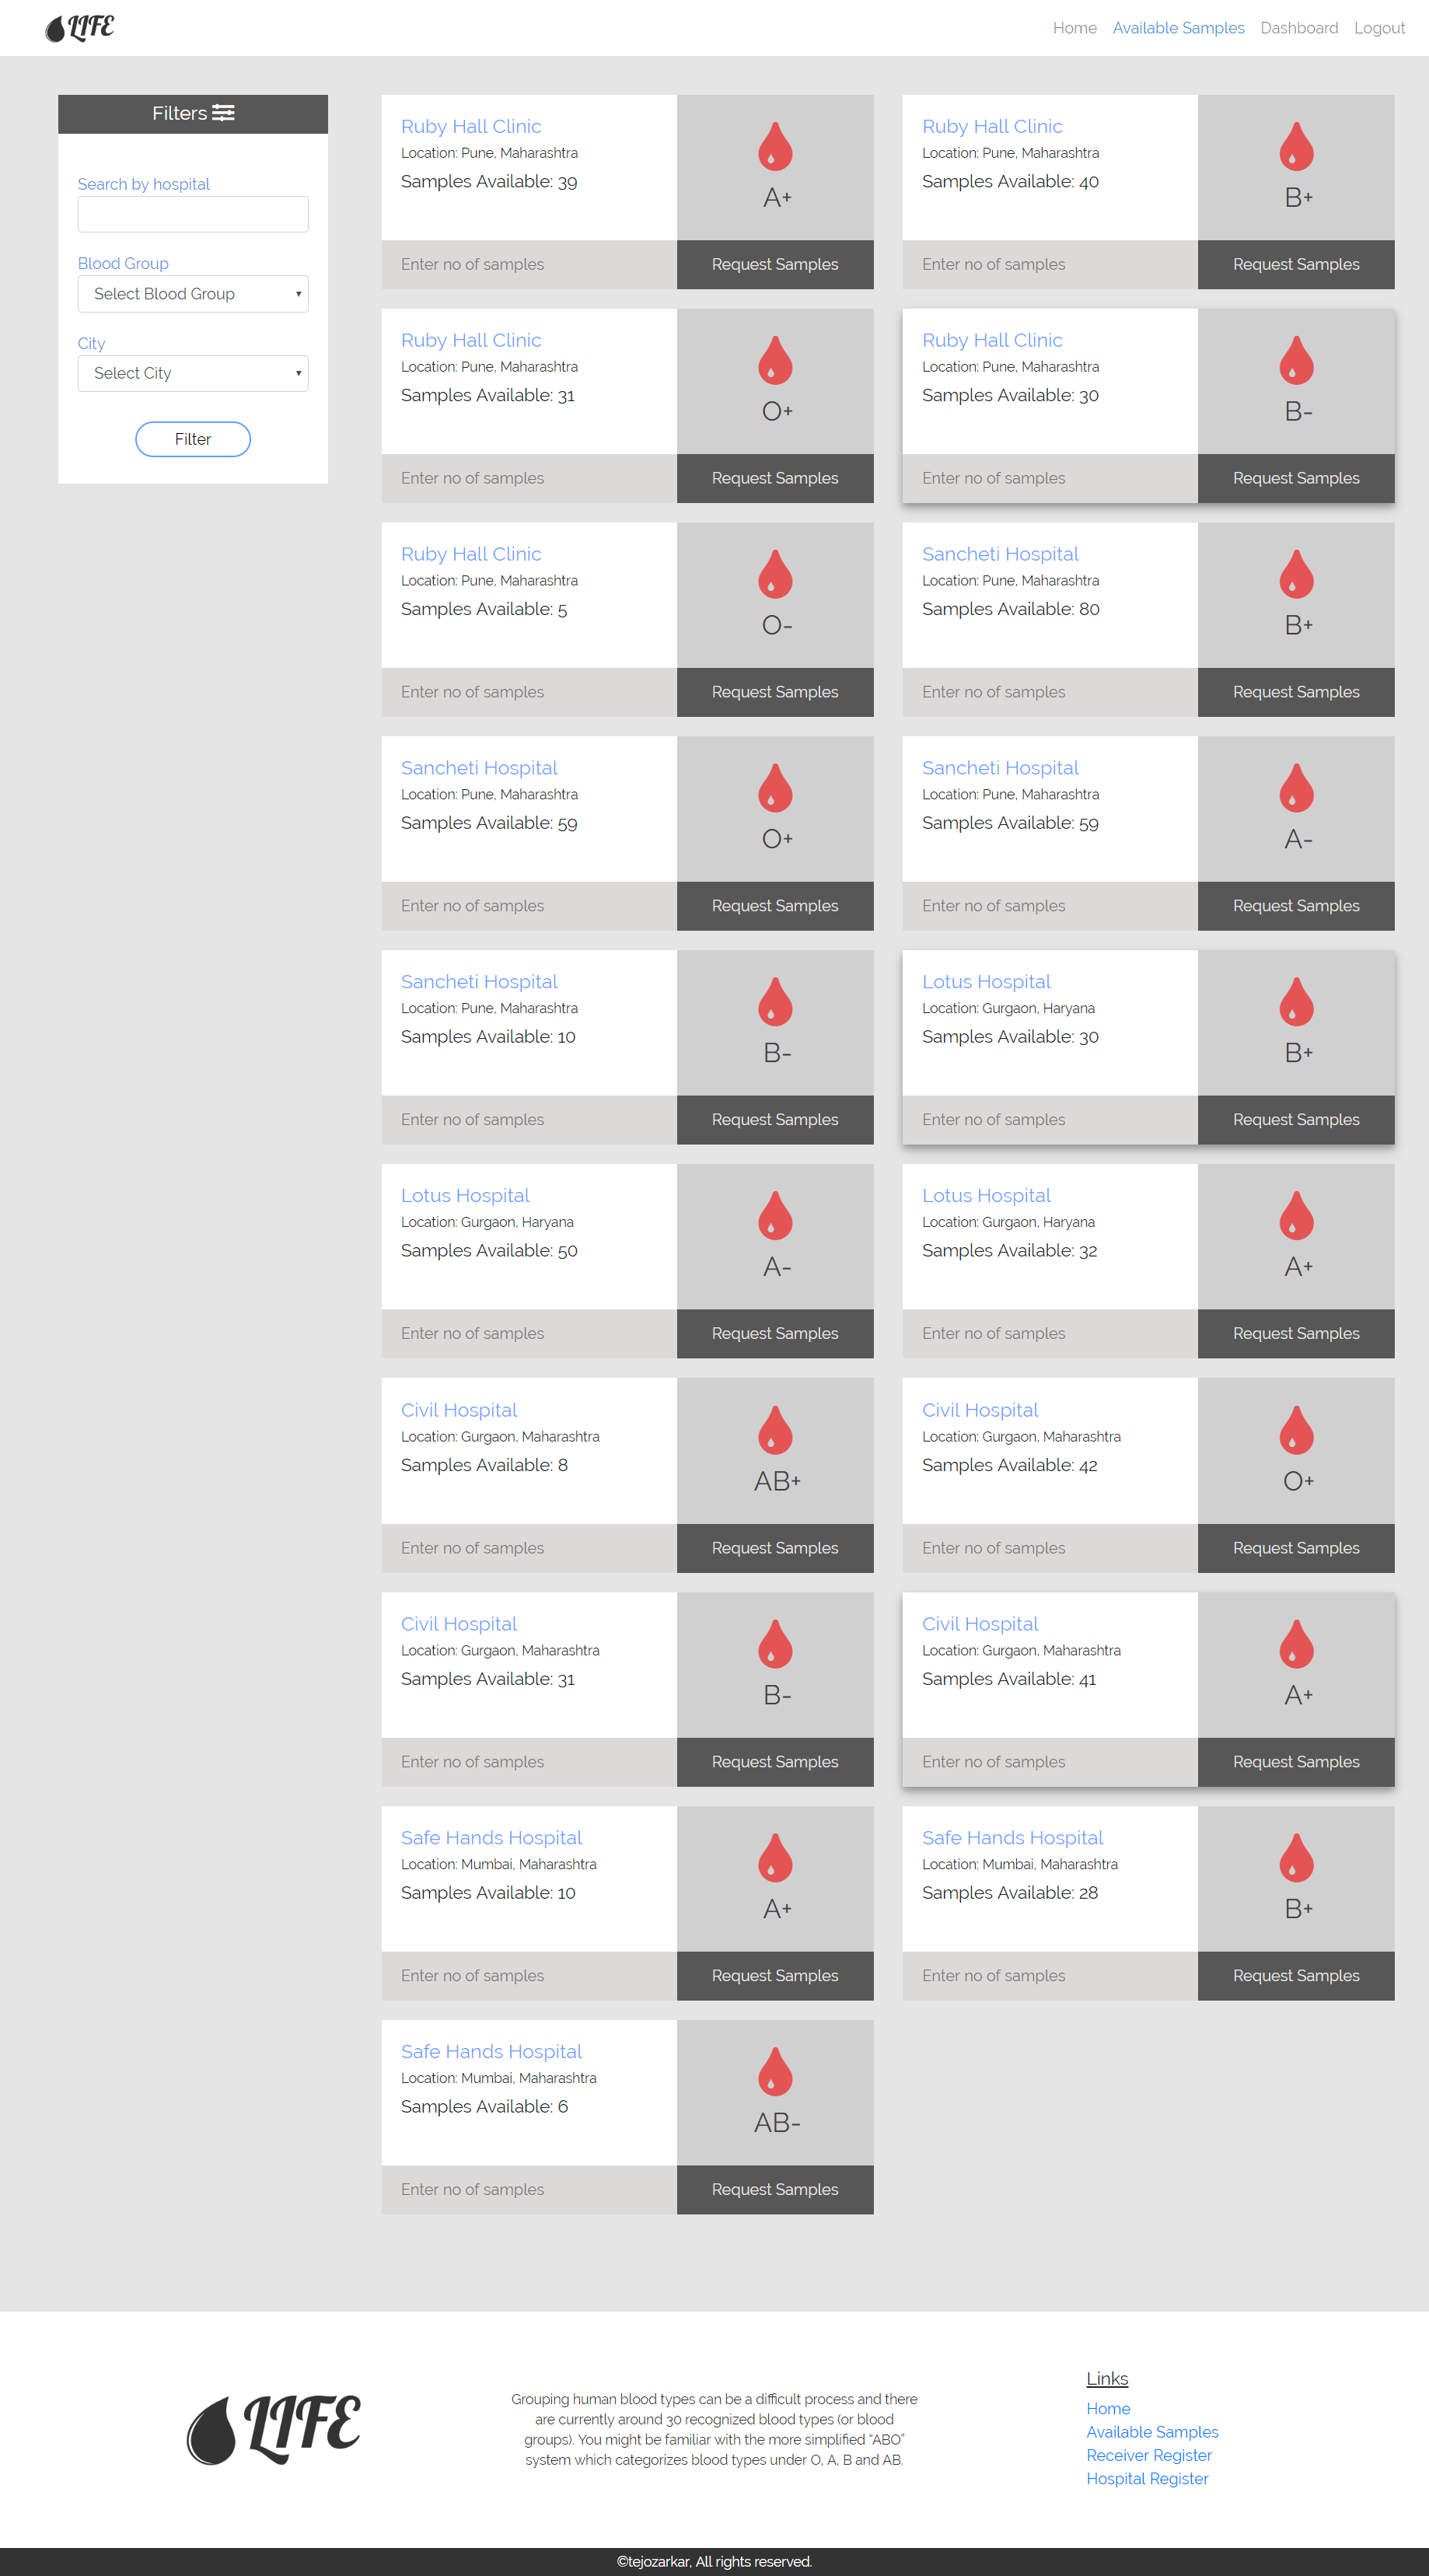 LIFE
Home Available Samples Dashboard Logout
Filters
Search by hospital
Blood Group
Select Blood Group
City
Select City
Filter
Ruby Hall Clinic
Location: Pune, Maharashtra
Samples Available: 39
A+
Enter no of samples
Request Samples
Ruby Hall Clinic
Location: Pune, Maharashtra
Samples Available: 40
B+
Enter no of samples
Request Samples
Ruby Hall Clinic
Location: Pune, Maharashtra
Samples Available: 31
O+
Enter no of samples
Request Samples
Ruby Hall Clinic
Location: Pune, Maharashtra
Samples Available: 30
B-
Enter no of samples
Request Samples
Ruby Hall Clinic
Location: Pune, Maharashtra
Samples Available: 5
O-
Enter no of samples
Request Samples
Sancheti Hospital
Location: Pune, Maharashtra
Samples Available: 80
B+
Enter no of samples
Request Samples
Sancheti Hospital
Location: Pune, Maharashtra
Samples Available: 59
O+
Enter no of samples
Request Samples
Sancheti Hospital
Location: Pune, Maharashtra
Samples Available: 59
A-
Enter no of samples
Request Samples
Sancheti Hospital
Location: Pune, Maharashtra
Samples Available: 10
B-
Enter no of samples
Request Samples
Lotus Hospital
Location: Gurgaon, Haryana
Samples Available: 30
B+
Enter no of samples
Request Samples
Lotus Hospital
Location: Gurgaon, Haryana
Samples Available: 50
A-
Enter no of samples
Request Samples
Lotus Hospital
Location: Gurgaon, Haryana
Samples Available: 32
A+
Enter no of samples
Request Samples
Civil Hospital
Location: Gurgaon, Maharashtra
Samples Available: 8
AB+
Enter no of samples
Request Samples
Civil Hospital
Location: Gurgaon, Maharashtra
Samples Available: 42
O+
Enter no of samples
Request Samples
Civil Hospital
Location: Gurgaon, Maharashtra
Samples Available: 31
B-
Enter no of samples
Request Samples
Civil Hospital
Location: Gurgaon, Maharashtra
Samples Available: 41
A+
Enter no of samples
Request Samples
Safe Hands Hospital
Location: Mumbai, Maharashtra
Samples Available: 10
A+
Enter no of samples
Request Samples
Safe Hands Hospital
Location: Mumbai, Maharashtra
Samples Available: 28
B+
Enter no of samples
Request Samples
Safe Hands Hospital
Location: Mumbai, Maharashtra
Samples Available: 6
AB-
Enter no of samples
Request Samples
LIFE
Grouping human blood types can be a difficult process and there
are currently around 30 recognized blood types (or blood
groups). You might be familiar with the more simplified “ABO”
system which categorizes blood types under O, A, B and AB.
Links
Home
Available Samples
Receiver Register
Hospital Register
©tejozarkar, All rights reserved.